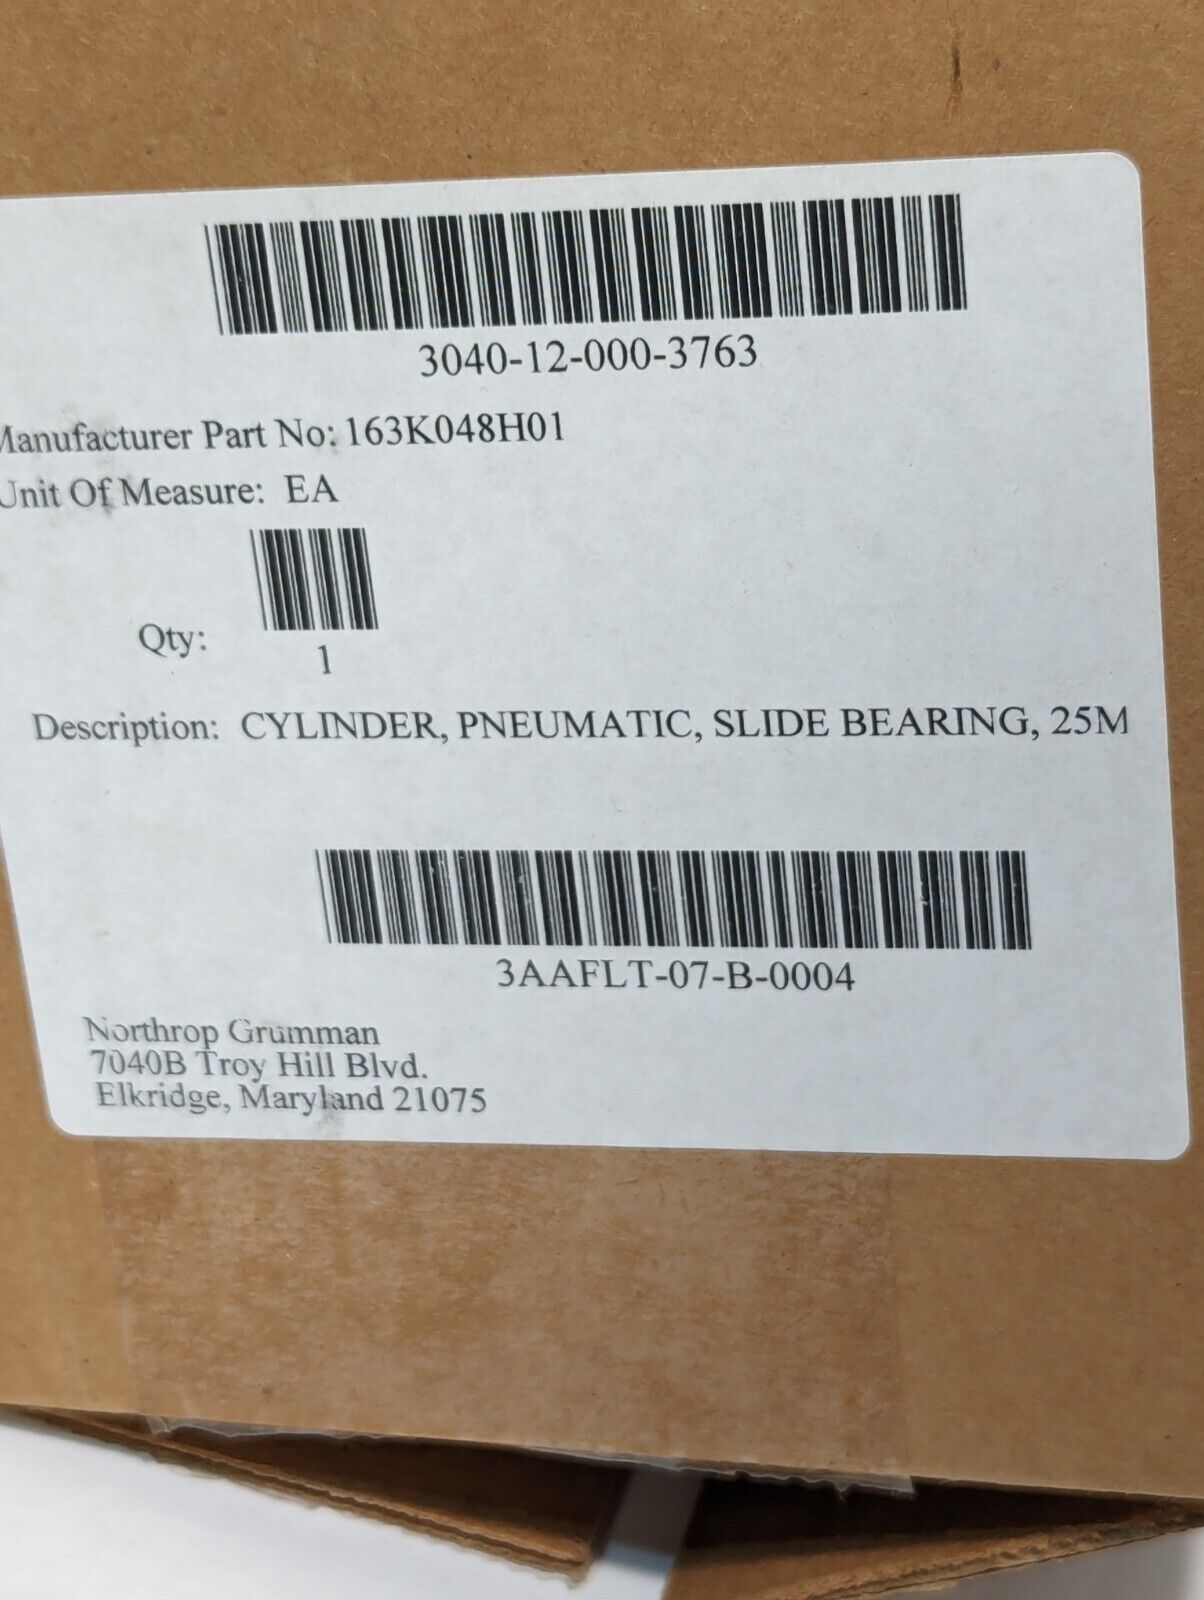 3040-12-000-3763
Manufacturer Part No: 163K048H01
Unit Of Measure: EA
Qty:
1
Description: CYLINDER, PNEUMATIC, SLIDE BEARING, 25M
3AAFLT-07-B-0004
Northrop Grumman
7040B Troy Hill Blvd.
Elkridge, Maryland 21075